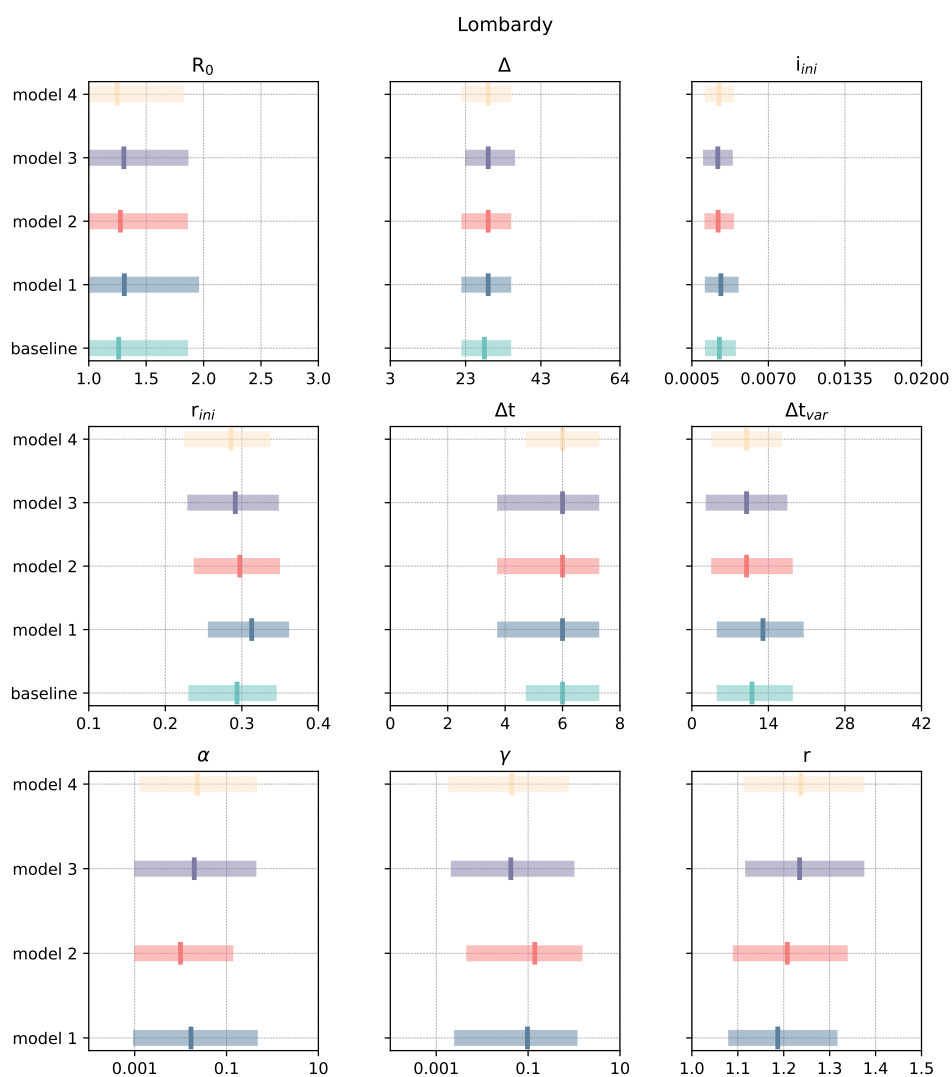 Lombardy
R₀ Δ i_ini
model 4
model 3
model 2
model 1
baseline
1.0 1.5 2.0 2.5 3.0 3 23 43 64 0.0005 0.0070 0.0135 0.0200
r_ini Δt Δt_var
model 4
model 3
model 2
model 1
baseline
0.1 0.2 0.3 0.4 0 2 4 6 8 0 14 28 42
α γ r
model 4
model 3
model 2
model 1
0.001 0.1 10 0.001 0.1 10 1.0 1.1 1.2 1.3 1.4 1.5